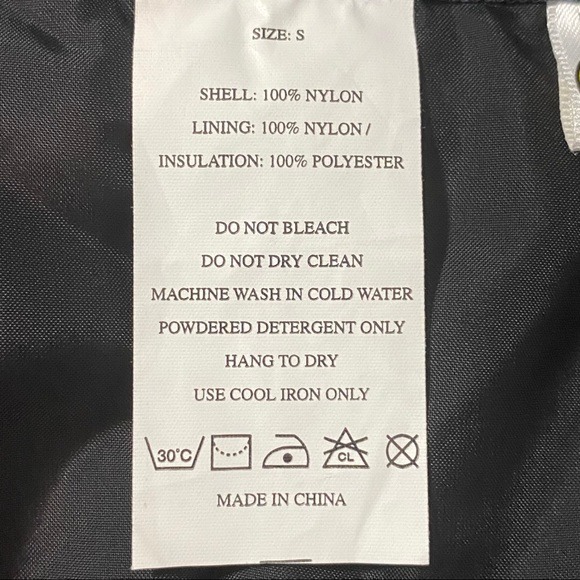 SIZE: S
SHELL: 100% NYLON
LINING: 100% NYLON /
INSULATION: 100% POLYESTER
DO NOT BLEACH
DO NOT DRY CLEAN
MACHINE WASH IN COLD WATER
POWDERED DETERGENT ONLY
HANG TO DRY
USE COOL IRON ONLY
30°C CL
MADE IN CHINA